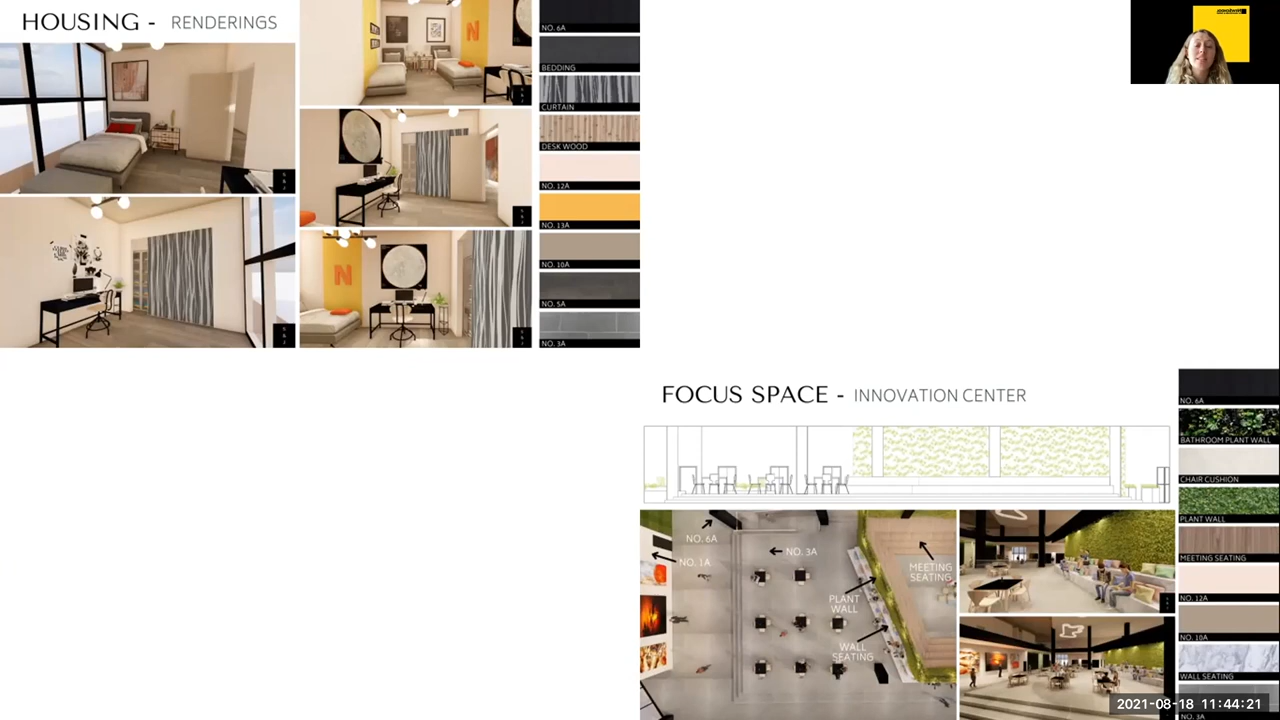 HOUSING - RENDERINGS
NO. 6A
BEDDING
CURTAIN
DESK WOOD
NO. 12A
NO. 13A
NO. 10A
NO. 5A
NO. 3A
N
N
FOCUS SPACE - INNOVATION CENTER
NO. 6A
NO. 1A
NO. 3A
MEETING
SEATING
PLANT
WALL
WALL
SEATING
NO. 6A
BATHROOM PLANT WALL
CHAIR CUSHION
PLANT WALL
MEETING SEATING
NO. 12A
NO. 10A
WALL SEATING
NO. 3A
2021-08-18 11:44:21